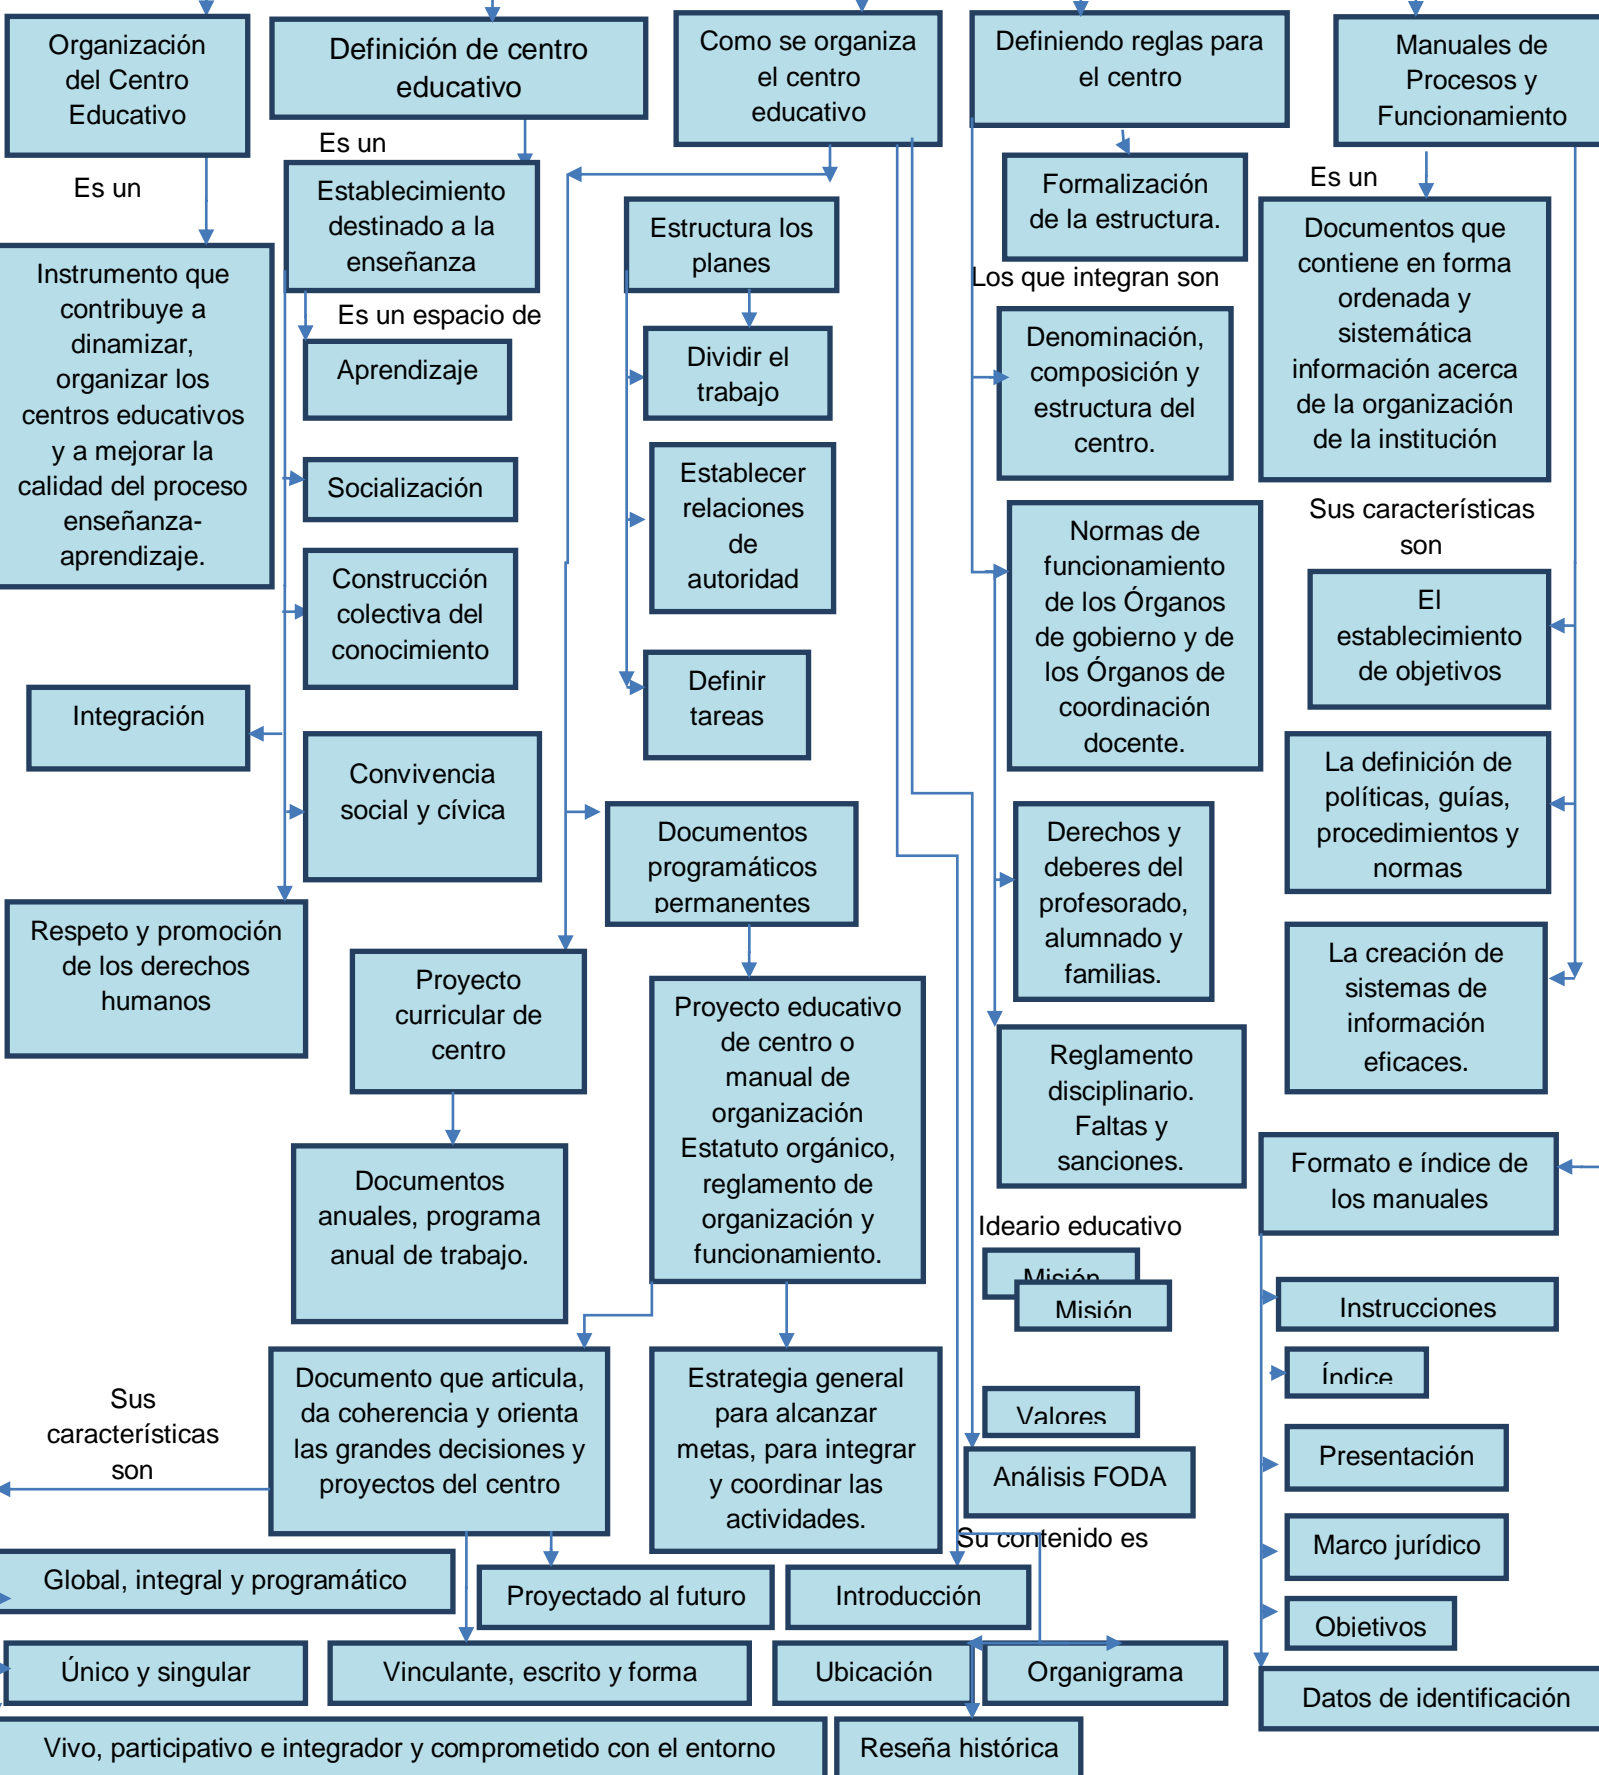 Organización
del Centro
Educativo
Es un
Instrumento que
contribuye a
dinamizar,
organizar los
centros educativos
y a mejorar la
calidad del proceso
enseñanza-
aprendizaje.
Definición de centro
educativo
Es un
Establecimiento
destinado a la
enseñanza
Es un espacio de
Aprendizaje
Socialización
Construcción
colectiva del
conocimiento
Integración
Convivencia
social y cívica
Respeto y promoción
de los derechos
humanos
Como se organiza
el centro
educativo
Estructura los
planes
Dividir el
trabajo
Establecer
relaciones
de
autoridad
Definir
tareas
Documentos
programáticos
permanentes
Proyecto
curricular de
centro
Documentos
anuales, programa
anual de trabajo.
Proyecto educativo
de centro o
manual de
organización
Estatuto orgánico,
reglamento de
organización y
funcionamiento.
Documento que articula,
da coherencia y orienta
las grandes decisiones y
proyectos del centro
Estrategia general
para alcanzar
metas, para integrar
y coordinar las
actividades.
Sus
características
son
Global, integral y programático
Proyectado al futuro
Único y singular
Vinculante, escrito y forma
Vivo, participativo e integrador y comprometido con el entorno
Definiendo reglas para
el centro
Formalización
de la estructura.
Los que integran son
Denominación,
composición y
estructura del
centro.
Normas de
funcionamiento
de los Órganos
de gobierno y de
los Órganos de
coordinación
docente.
Derechos y
deberes del
profesorado,
alumnado y
familias.
Reglamento
disciplinario.
Faltas y
sanciones.
Ideario educativo
Misión
Misión
Valores
Análisis FODA
Su contenido es
Introducción
Ubicación
Organigrama
Reseña histórica
Manuales de
Procesos y
Funcionamiento
Es un
Documentos que
contiene en forma
ordenada y
sistemática
información acerca
de la organización
de la institución
Sus características
son
El
establecimiento
de objetivos
La definición de
políticas, guías,
procedimientos y
normas
La creación de
sistemas de
información
eficaces.
Formato e índice de
los manuales
Instrucciones
Índice
Presentación
Marco jurídico
Objetivos
Datos de identificación